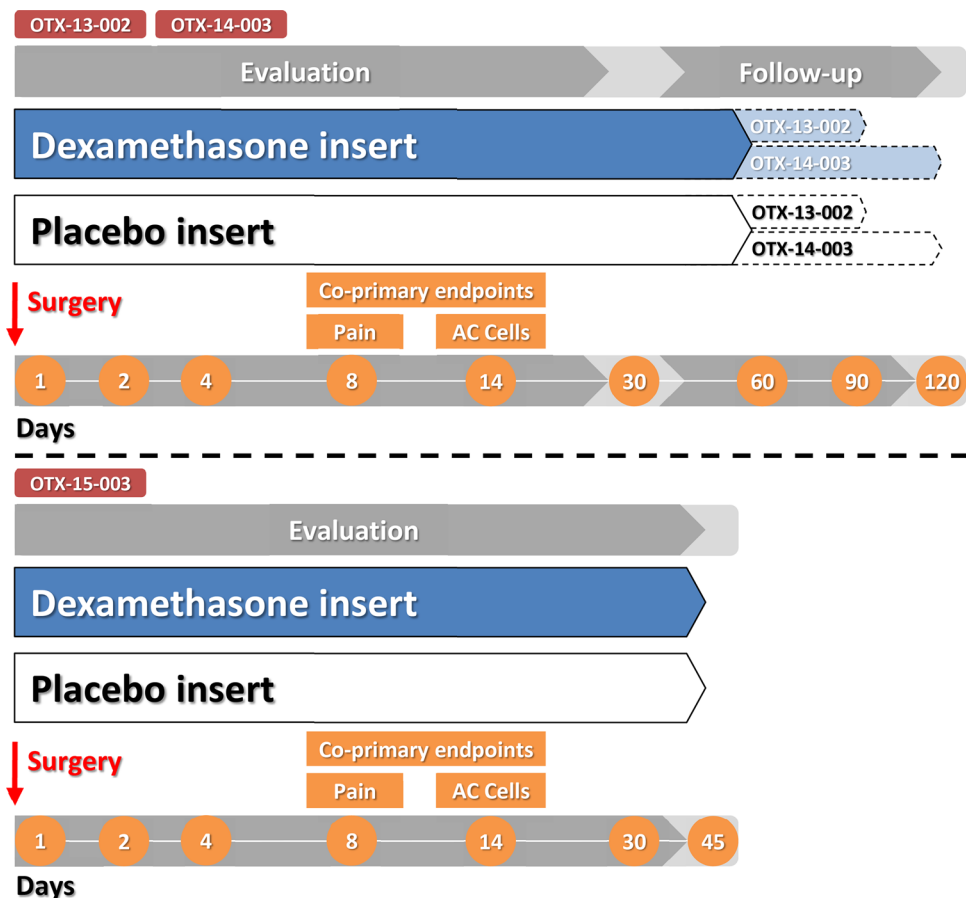 OTX-13-002 OTX-14-003
Evaluation Follow-up
Dexamethasone insert
OTX-13-002
OTX-14-003
Placebo insert
OTX-13-002
OTX-14-003
Surgery
Co-primary endpoints
Pain AC Cells
1 2 4 8 14 30 60 90 120
Days
OTX-15-003
Evaluation
Dexamethasone insert
Placebo insert
Surgery
Co-primary endpoints
Pain AC Cells
1 2 4 8 14 30 45
Days